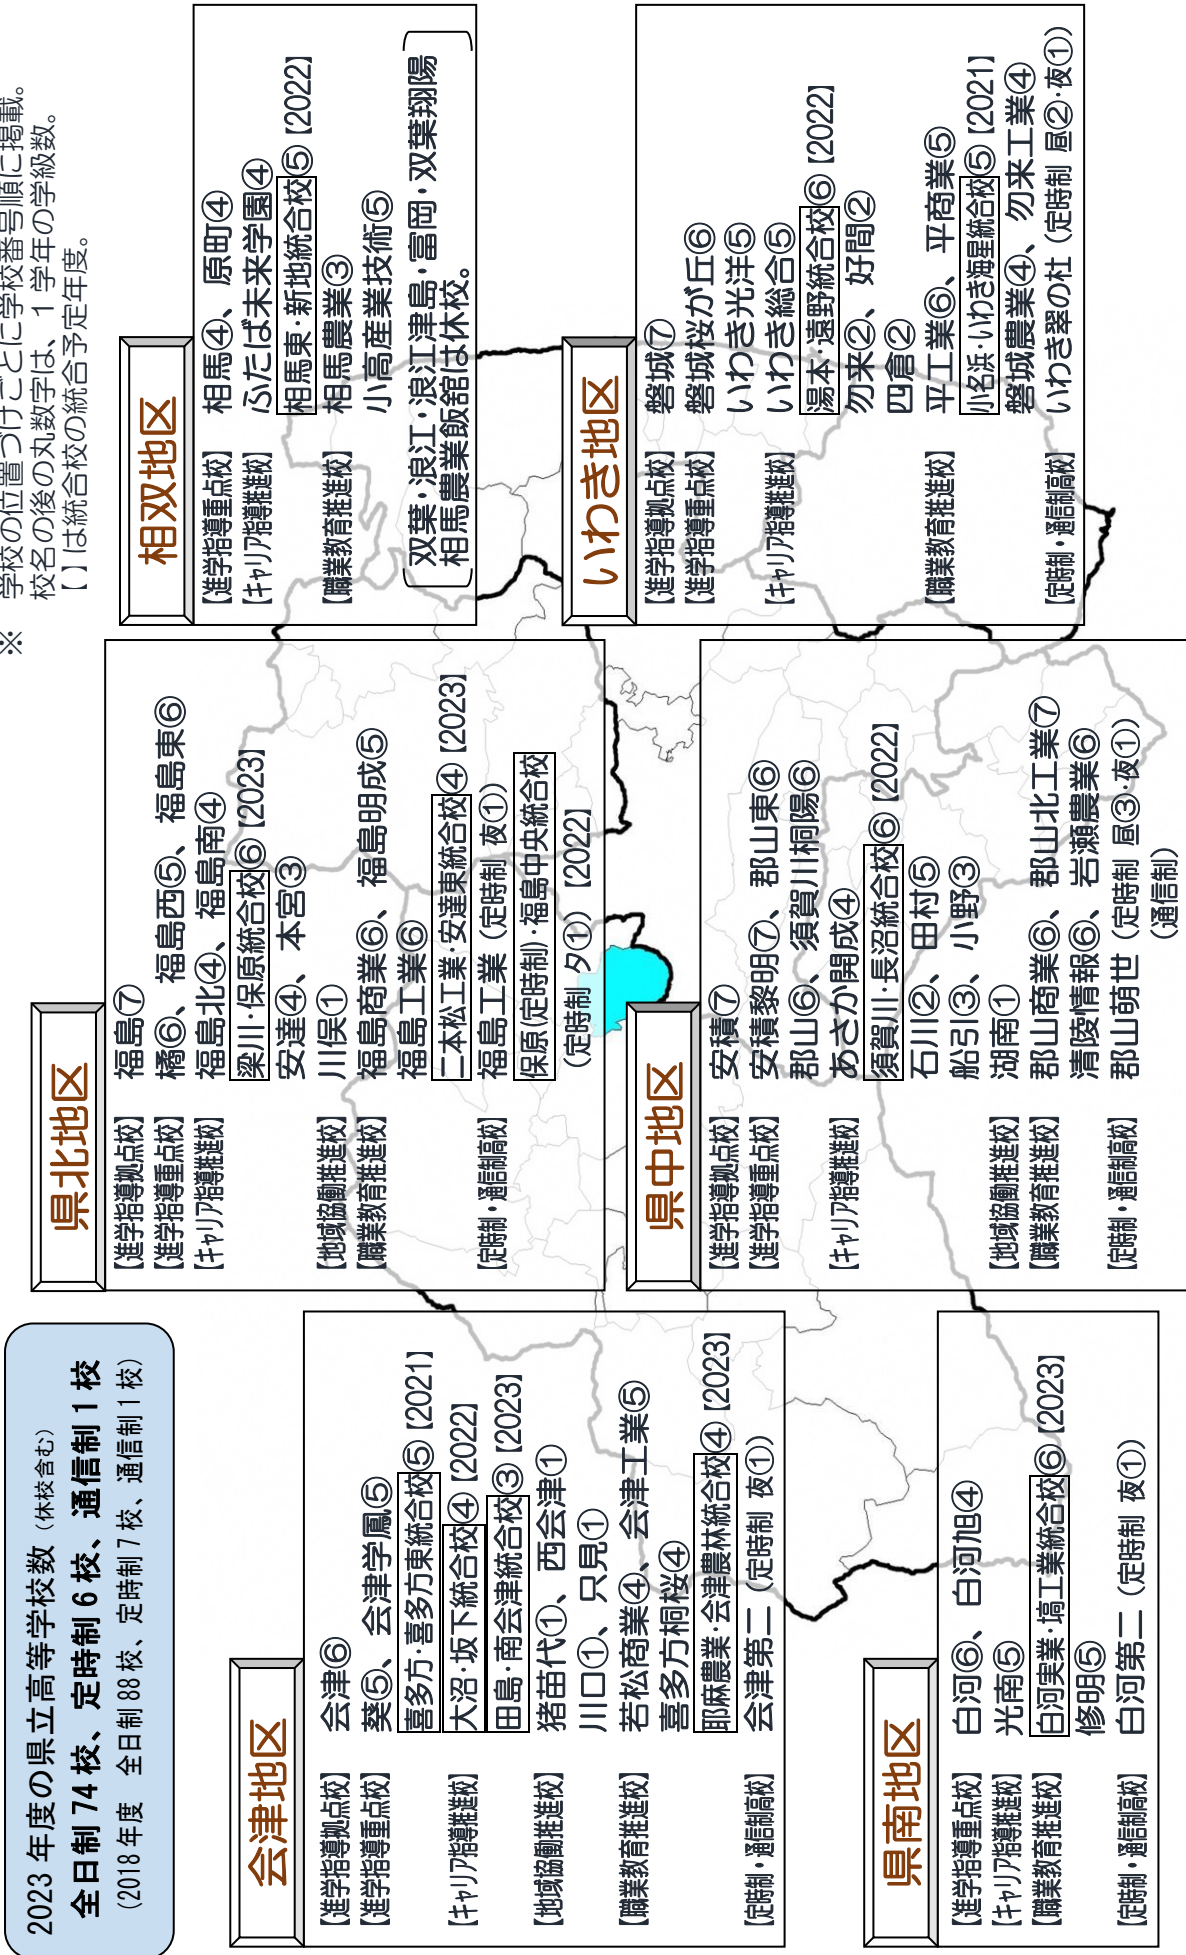 2023 年度の県立高等学校数（休校含む）
全日制 74 校、定時制 6 校、通信制 1 校
（2018 年度　全日制 88 校、定時制 7 校、通信制 1 校）
※　学校の位置づけごとに学校番号順に掲載。
校名の後の丸数字は、1 学年の学級数。
【 】は統合校の統合予定年度。
会津地区
【進学指導拠点校】　会津⑥
【進学指導重点校】　葵⑤、会津学鳳⑤
喜多方・喜多方東統合校⑤【2021】
【キャリア指導推進校】　大沼・坂下統合校④【2022】
田島・南会津統合校③【2023】
【地域協働推進校】　猪苗代①、西会津①
川口①、只見①
【職業教育推進校】　若松商業④、会津工業⑤
喜多方桐桜④
耶麻農業・会津農林統合校④【2023】
【定時制・通信制高校】　会津第二（定時制 夜①）
県南地区
【進学指導重点校】　白河⑥、白河旭④
【キャリア指導推進校】　光南⑤
【職業教育推進校】　白河実業・塙工業統合校⑥【2023】
修明⑤
【定時制・通信制高校】　白河第二（定時制 夜①）
県北地区
【進学指導拠点校】　福島⑦
【進学指導重点校】　橘⑥、福島西⑤、福島東⑥
【キャリア指導推進校】　福島北④、福島南④
梁川・保原統合校⑥【2023】
安達④、本宮③
【地域協働推進校】　川俣①
【職業教育推進校】　福島商業⑥、福島明成⑤
福島工業⑥
二本松工業・安達東統合校④【2023】
【定時制・通信制高校】　福島工業（定時制 夜①）
保原(定時制)・福島中央統合校
（定時制 夕①）【2022】
県中地区
【進学指導拠点校】　安積⑦
【進学指導重点校】　安積黎明⑦、郡山東⑥
郡山⑥、須賀川桐陽⑥
【キャリア指導推進校】　あさか開成④
須賀川・長沼統合校⑥【2022】
石川②、田村⑤
船引③、小野③
【地域協働推進校】　湖南①
【職業教育推進校】　郡山商業⑥、郡山北工業⑦
清陵情報⑥、岩瀬農業⑥
【定時制・通信制高校】　郡山萌世（定時制 昼③・夜①）
（通信制）
相双地区
【進学指導重点校】　相馬④、原町④
【キャリア指導推進校】　ふたば未来学園④
相馬東・新地統合校⑤【2022】
【職業教育推進校】　相馬農業③
小高産業技術⑤
双葉・浪江・浪江津島・富岡・双葉翔陽
相馬農業飯舘は休校。
いわき地区
【進学指導拠点校】　磐城⑦
【進学指導重点校】　磐城桜が丘⑥
いわき光洋⑤
【キャリア指導推進校】　いわき総合⑤
湯本・遠野統合校⑥【2022】
勿来②、好間②
四倉②
【職業教育推進校】　平工業⑥、平商業⑤
小名浜・いわき海星統合校⑤【2021】
磐城農業④、勿来工業④
【定時制・通信制高校】　いわき翠の杜（定時制 昼②・夜①）